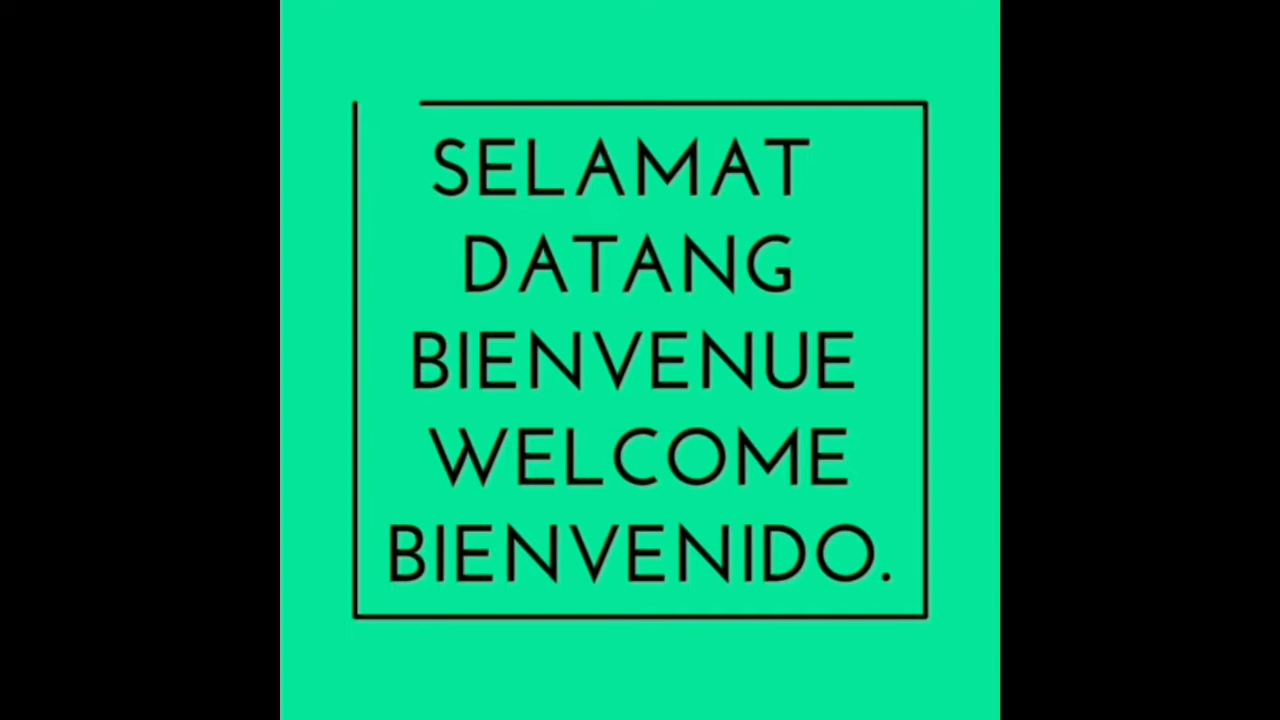 SELAMAT
DATANG
BIENVENUE
WELCOME
BIENVENIDO.